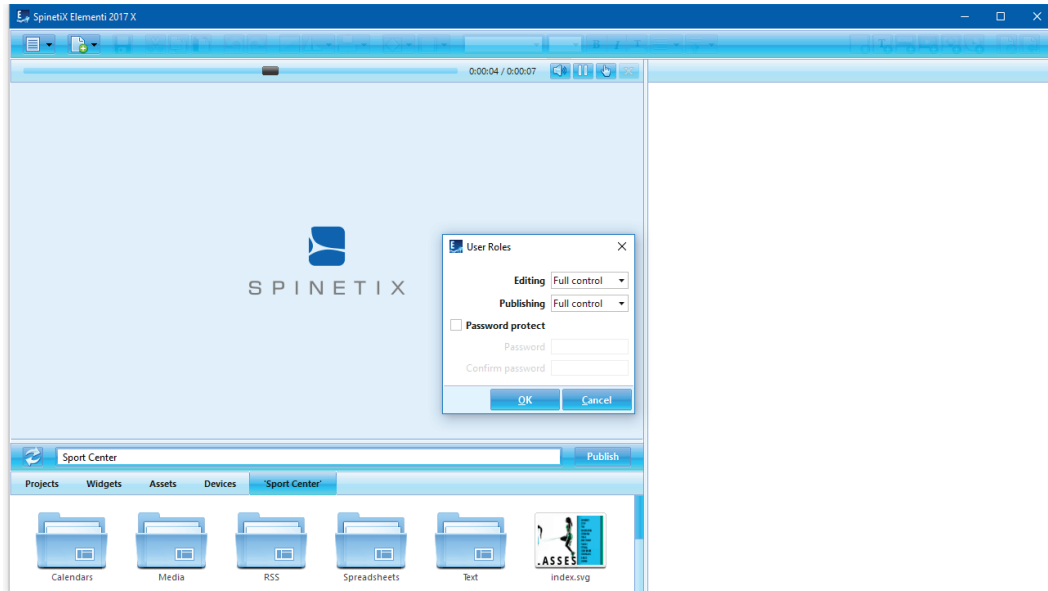 SpinetiX Elementi 2017 X
B I T
0:00:04 / 0:00:07
SPINETIX
User Roles
Editing Full control
Publishing Full control
Password protect
Password
Confirm password
OK Cancel
Sport Center Publish
Projects Widgets Assets Devices 'Sport Center'
.ASSES
Calendars Media RSS Spreadsheets Text index.svg